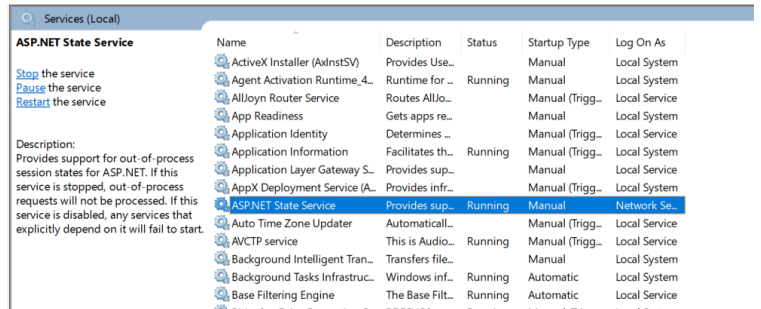 Services (Local)
ASP.NET State Service
Stop the service
Pause the service
Restart the service
Description:
Provides support for out-of-process
session states for ASP.NET. If this
service is stopped, out-of-process
requests will not be processed. If this
service is disabled, any services that
explicitly depend on it will fail to start.
Name Description Status Startup Type Log On As
ActiveX Installer (AxInstSV) Provides Use... Manual Local System
Agent Activation Runtime_4... Runtime for ... Running Manual Local System
AllJoyn Router Service Routes AllJo... Manual (Trigg... Local Service
App Readiness Gets apps re... Manual Local System
Application Identity Determines ... Manual (Trigg... Local Service
Application Information Facilitates th... Running Manual (Trigg... Local System
Application Layer Gateway S... Provides sup... Manual Local Service
AppX Deployment Service (A... Provides infr... Manual (Trigg... Local System
ASP.NET State Service Provides sup... Running Manual Network Se...
Auto Time Zone Updater Automaticall... Manual (Trigg... Local Service
AVCTP service This is Audio... Running Manual (Trigg... Local Service
Background Intelligent Tran... Transfers file... Manual Local System
Background Tasks Infrastruc... Windows inf... Running Automatic Local System
Base Filtering Engine The Base Filt... Running Automatic Local Service